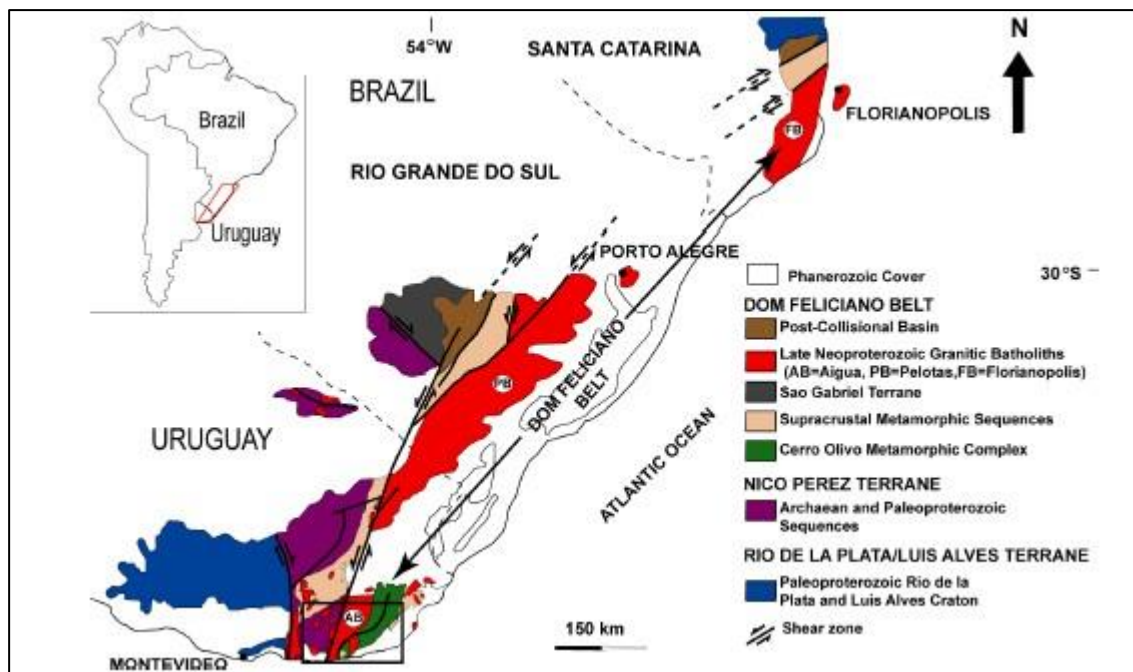 54°W
N
SANTA CATARINA
BRAZIL
Brazil
FLORIANOPOLIS
FB
RIO GRANDE DO SUL
Uruguay
PORTO ALEGRE
30°S
Phanerozoic Cover
DOM FELICIANO BELT
Post-Collisional Basin
Late Neoproterozoic Granitic Batholiths
(AB=Aigua, PB=Pelotas,FB=Florianopolis)
Sao Gabriel Terrane
Supracrustal Metamorphic Sequences
Cerro Olivo Metamorphic Complex
NICO PEREZ TERRANE
Archaean and Paleoproterozoic
Sequences
RIO DE LA PLATA/LUIS ALVES TERRANE
Paleoproterozoic Rio de la
Plata and Luis Alves Craton
Shear zone
PB
DOM FELICIANO
BELT
URUGUAY
ATLANTIC OCEAN
AB
150 km
MONTEVIDEO